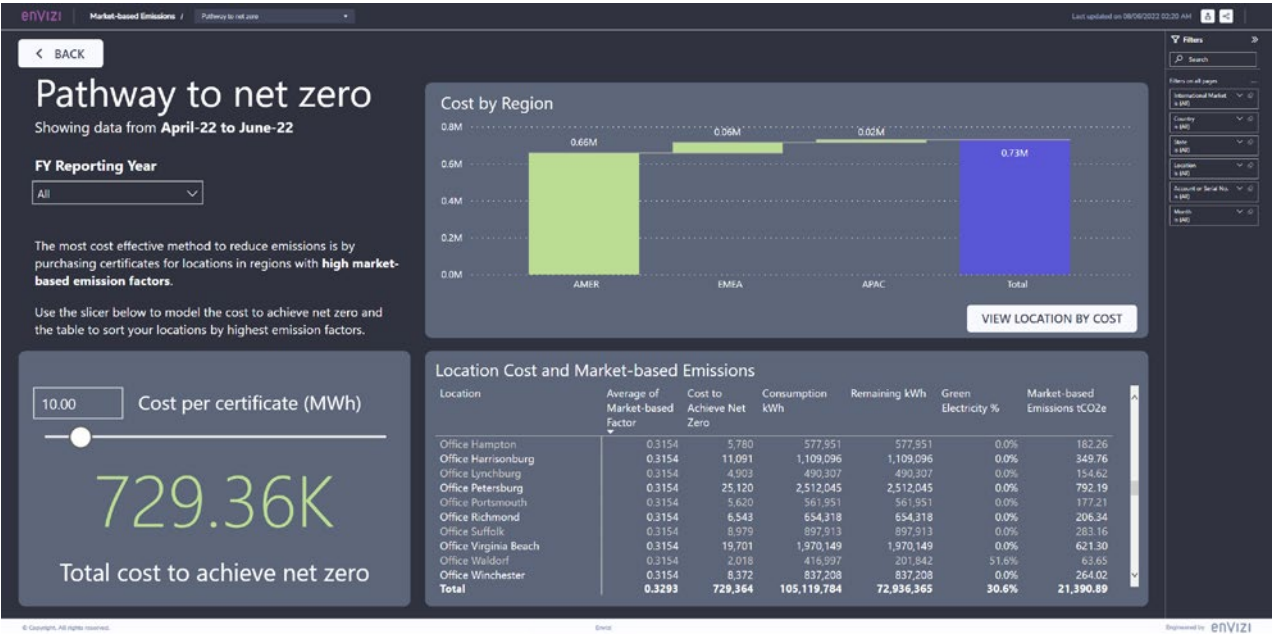 enVIZI
Market-based Emissions /
Pathway to net zero
Last updated on 08/08/2022 02:20 AM
BACK
Pathway to net zero
Showing data from April-22 to June-22
FY Reporting Year
All
The most cost effective method to reduce emissions is by
purchasing certificates for locations in regions with high market-
based emission factors.
Use the slicer below to model the cost to achieve net zero and
the table to sort your locations by highest emission factors.
Cost by Region
0.8M
0.6M
0.4M
0.2M
0.0M
0.66M
0.06M
0.02M
0.73M
AMER
EMEA
APAC
Total
VIEW LOCATION BY COST
10.00
Cost per certificate (MWh)
729.36K
Total cost to achieve net zero
Location Cost and Market-based Emissions
Location Average of Market-based Factor Cost to Achieve Net Zero Consumption kWh Remaining kWh Green Electricity % Market-based Emissions tCO2e
Office Hampton 0.3154 5,780 577,951 577,951 0.0% 182.26
Office Harrisonburg 0.3154 11,091 1,109,096 1,109,096 0.0% 349.76
Office Lynchburg 0.3154 4,903 490,307 490,307 0.0% 154.62
Office Petersburg 0.3154 25,120 2,512,045 2,512,045 0.0% 792.19
Office Portsmouth 0.3154 5,620 561,951 561,951 0.0% 177.21
Office Richmond 0.3154 6,543 654,318 654,318 0.0% 206.34
Office Suffolk 0.3154 8,979 897,913 897,913 0.0% 283.16
Office Virginia Beach 0.3154 19,701 1,970,149 1,970,149 0.0% 621.30
Office Waldorf 0.3154 2,018 416,997 201,842 51.6% 63.65
Office Winchester 0.3154 8,372 837,208 837,208 0.0% 264.02
Total 0.3293 729,364 105,119,784 72,936,365 30.6% 21,390.89
Filters
Search
Filters on all pages
International Market
is (All)
Country
is (All)
State
is (All)
Location
is (All)
Account or Serial No.
is (All)
Month
is (All)
© Copyright, All rights reserved.
Envizi
Engineered by enVIZI